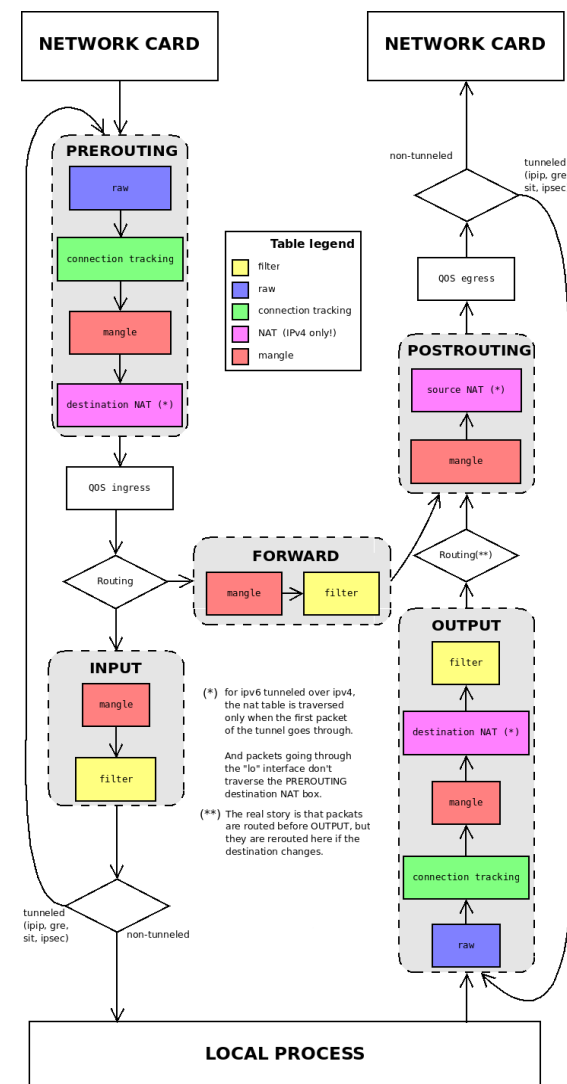 NETWORK CARD
NETWORK CARD
PREROUTING
raw
connection tracking
mangle
destination NAT (*)
QOS ingress
Routing
INPUT
mangle
filter
tunneled
(ipip, gre,
sit, ipsec)
non-tunneled
Table legend
filter
raw
connection tracking
NAT (IPv4 only!)
mangle
FORWARD
mangle
filter
(*) for ipv6 tunneled over ipv4,
the nat table is traversed
only when the first packet
of the tunnel goes through.
And packets going through
the "lo" interface don't
traverse the PREROUTING
destination NAT box.
(**) The real story is that packats
are routed before OUTPUT, but
they are rerouted here if the
destination changes.
non-tunneled
tunneled
(ipip, gre,
sit, ipsec)
QOS egress
POSTROUTING
source NAT (*)
mangle
Routing(**)
OUTPUT
filter
destination NAT (*)
mangle
connection tracking
raw
LOCAL PROCESS